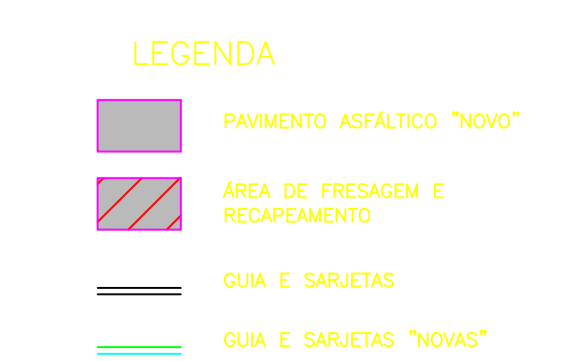 LEGENDA
PAVIMENTO ASFÁLTICO "NOVO"
ÁREA DE FRESAGEM E
RECAPEAMENTO
GUIA E SARJETAS
GUIA E SARJETAS "NOVAS"